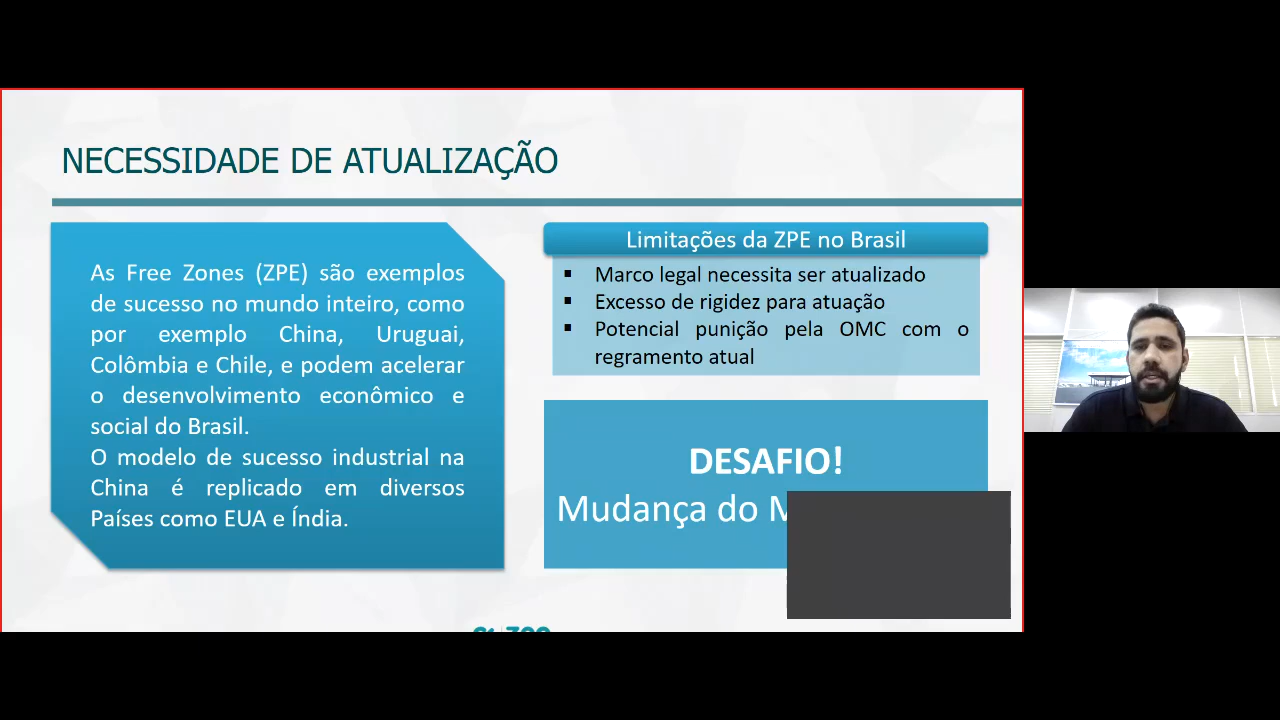 NECESSIDADE DE ATUALIZAÇÃO
As Free Zones (ZPE) são exemplos
de sucesso no mundo inteiro, como
por exemplo China, Uruguai,
Colômbia e Chile, e podem acelerar
o desenvolvimento econômico e
social do Brasil.
O modelo de sucesso industrial na
China é replicado em diversos
Países como EUA e Índia.
Limitações da ZPE no Brasil
▪ Marco legal necessita ser atualizado
▪ Excesso de rigidez para atuação
▪ Potencial punição pela OMC com o
regramento atual
DESAFIO!
Mudança do